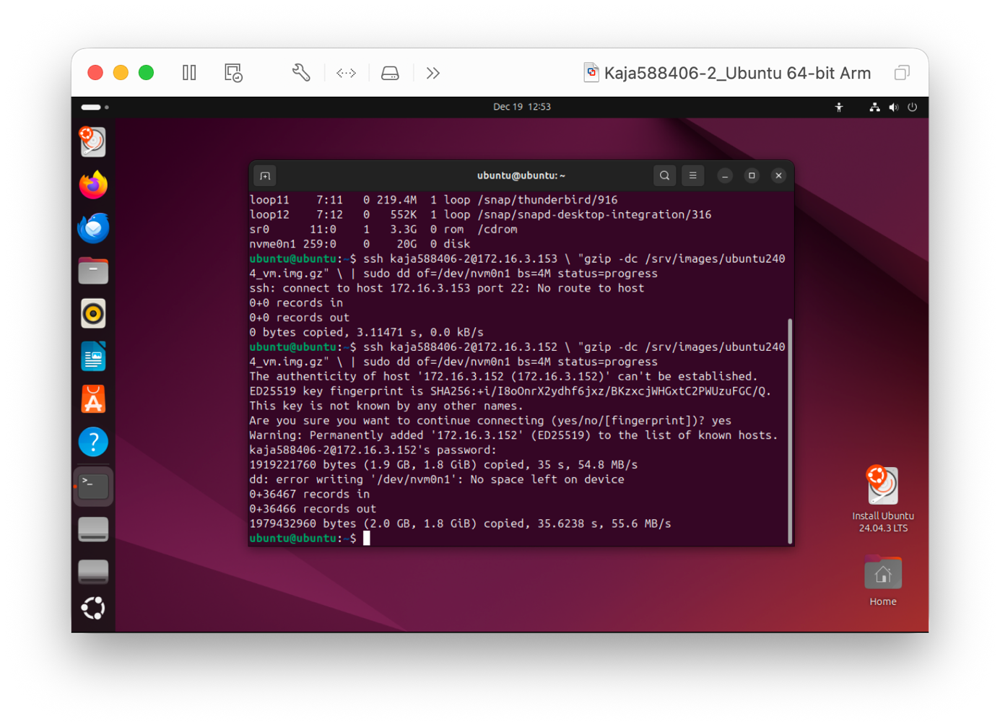 Kaja588406-2_Ubuntu 64-bit Arm
Dec 19 12:53
ubuntu@ubuntu: ~
loop11    7:11   0 219.4M  1 loop /snap/thunderbird/916
loop12    7:12   0   552K  1 loop /snap/snapd-desktop-integration/316
sr0      11:0    1   3.3G  0 rom  /cdrom
nvme0n1 259:0    0    20G  0 disk
ubuntu@ubuntu:~$ ssh kaja588406-2@172.16.3.153 \ "gzip -dc /srv/images/ubuntu240
4_vm.img.gz" \ | sudo dd of=/dev/nvm0n1 bs=4M status=progress
ssh: connect to host 172.16.3.153 port 22: No route to host
0+0 records in
0+0 records out
0 bytes copied, 3.11471 s, 0.0 kB/s
ubuntu@ubuntu:~$ ssh kaja588406-2@172.16.3.152 \ "gzip -dc /srv/images/ubuntu240
4_vm.img.gz" \ | sudo dd of=/dev/nvm0n1 bs=4M status=progress
The authenticity of host '172.16.3.152 (172.16.3.152)' can't be established.
ED25519 key fingerprint is SHA256:+i/I8oOnrX2ydhf6jxz/BKzxcjWHGxtC2PWUzuFGC/Q.
This key is not known by any other names.
Are you sure you want to continue connecting (yes/no/[fingerprint])? yes
Warning: Permanently added '172.16.3.152' (ED25519) to the list of known hosts.
kaja588406-2@172.16.3.152's password:
1919221760 bytes (1.9 GB, 1.8 GiB) copied, 35 s, 54.8 MB/s
dd: error writing '/dev/nvm0n1': No space left on device
0+36467 records in
0+36466 records out
1979432960 bytes (2.0 GB, 1.8 GiB) copied, 35.6238 s, 55.6 MB/s
ubuntu@ubuntu:~$
Install Ubuntu
24.04.3 LTS
Home